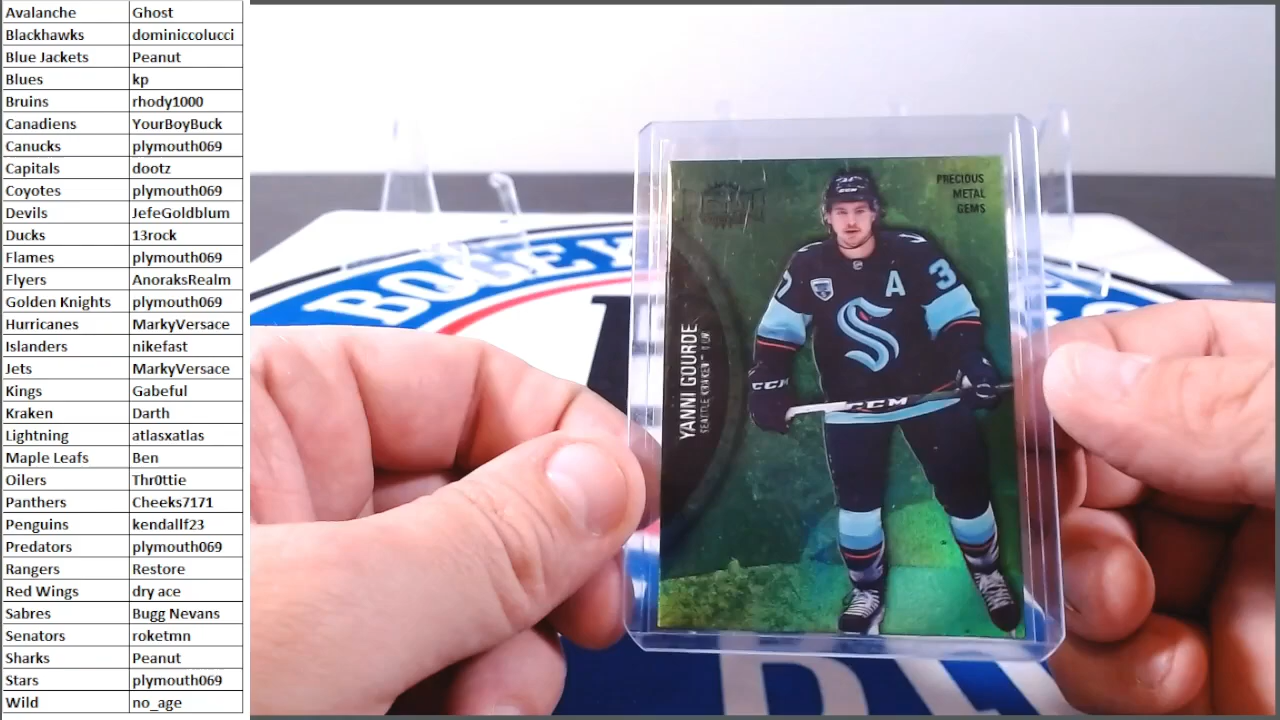 Avalanche Ghost
Blackhawks dominiccolucci
Blue Jackets Peanut
Blues kp
Bruins rhody1000
Canadiens YourBoyBuck
Canucks plymouth069
Capitals dootz
Coyotes plymouth069
Devils JefeGoldblum
Ducks 13rock
Flames plymouth069
Flyers AnoraksRealm
Golden Knights plymouth069
Hurricanes MarkyVersace
Islanders nikefast
Jets MarkyVersace
Kings Gabeful
Kraken Darth
Lightning atlasxatlas
Maple Leafs Ben
Oilers Thr0ttie
Panthers Cheeks7171
Penguins kendallf23
Predators plymouth069
Rangers Restore
Red Wings dry ace
Sabres Bugg Nevans
Senators roketmn
Sharks Peanut
Stars plymouth069
Wild no_age
PRECIOUS
METAL
GEMS
YANNI GOURDE
SEATTLE KRAKEN™
A
37
CCM
CCM
BOGEY